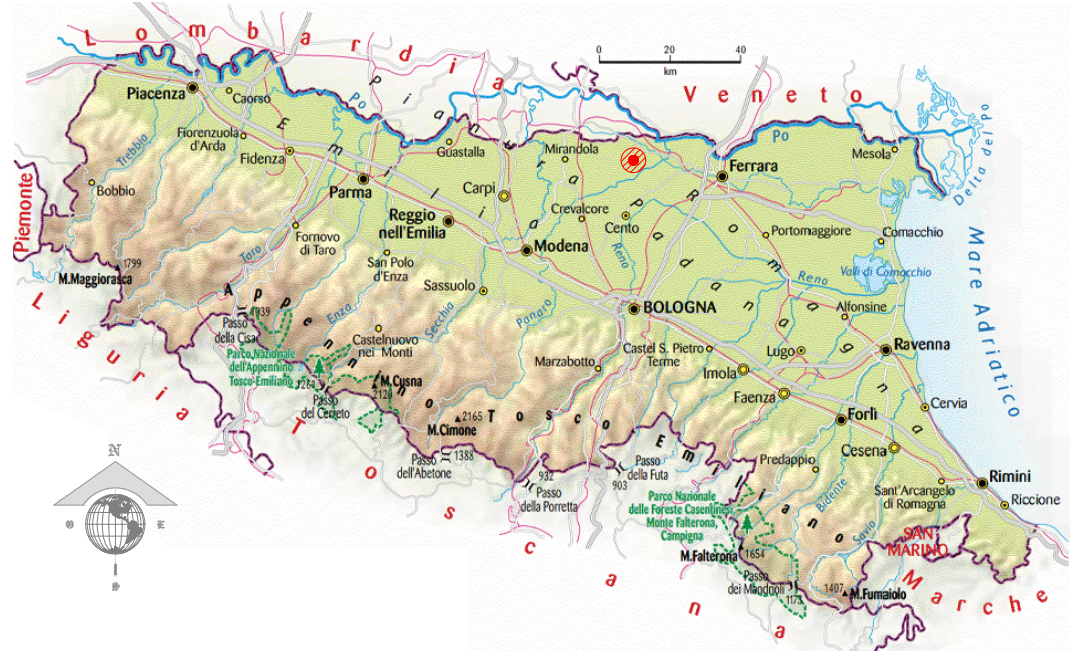 Lombardia
0 20 40
km
Veneto
Piacenza
Caorso
Po
Pianura Padana
Po
Fiorenzuola
d'Arda
Trebbio
Emilia
Guastalla
Mirandola
Mesola
Delta del Po
Fidenza
Ferrara
Bobbio
Parma
Carpi
Romagna
Piemonte
Reggio
nell'Emilia
Crevalcore
Cento
Portomaggiore
Comacchio
Fornovo
di Taro
Modena
Reno
Mare Adriatico
Taro
San Polo
d'Enza
1799
M.Maggiorasca
Sassuolo
Reno
Valli di Comacchio
Liguria
Appennino Tosco Emiliano
1039
Enza
Secchia
Panaro
BOLOGNA
Alfonsine
Passo
della Cisa
Castelnuovo
nei Monti
Castel S. Pietro
Terme
Lugo
Ravenna
Parco Nazionale
dell'Appennino
Tosco-Emiliano
Marzabotto
Imola
1261
M.Cusna
2120
Passo
del Cerreto
Faenza
Cervia
Toscana
2165
M.Cimone
Forlì
1388
Passo
dell'Abetone
Cesena
932
Passo
della Porretta
903
Passo
della Futa
Predappio
Rimini
N
Parco Nazionale
delle Foreste Casentinesi,
Monte Falterona,
Campigna
Bidente
Savio
Sant'Arcangelo
di Romagna
Riccione
O E
SAN
MARINO
M.Falterona
1654
Passo
dei Mandrioli
1173
1407
M.Fumaiolo
Marche